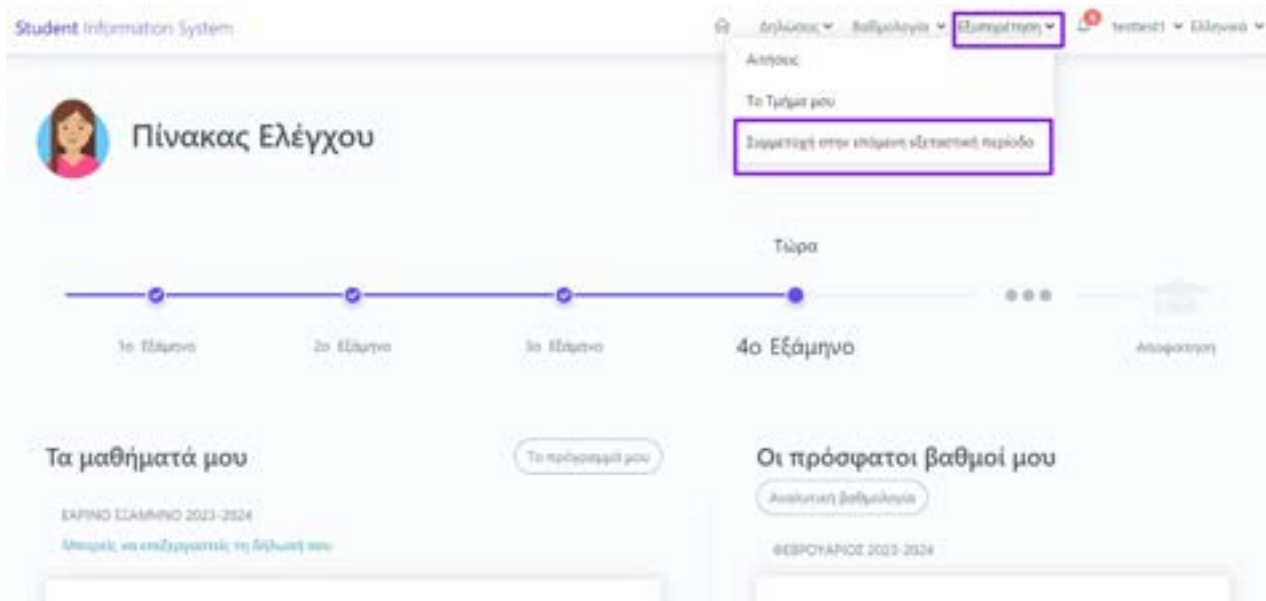 Student Information System
Δηλώσεις Βαθμολογία Εξυπηρέτηση testtest1 Ελληνικά
Αιτήσεις
Το Τμήμα μου
Συμμετοχή στην επόμενη εξεταστική περίοδο
Πίνακας Ελέγχου
Τώρα
1ο Εξάμηνο 2ο Εξάμηνο 3ο Εξάμηνο 4ο Εξάμηνο Αποφοίτηση
Τα μαθήματά μου
Το πρόγραμμά μου
ΕΑΡΙΝΟ ΕΞΑΜΗΝΟ 2023-2024
Μπορείς να επεξεργαστείς τη δήλωσή σου
Οι πρόσφατοι βαθμοί μου
Αναλυτική βαθμολογία
ΦΕΒΡΟΥΑΡΙΟΣ 2023-2024